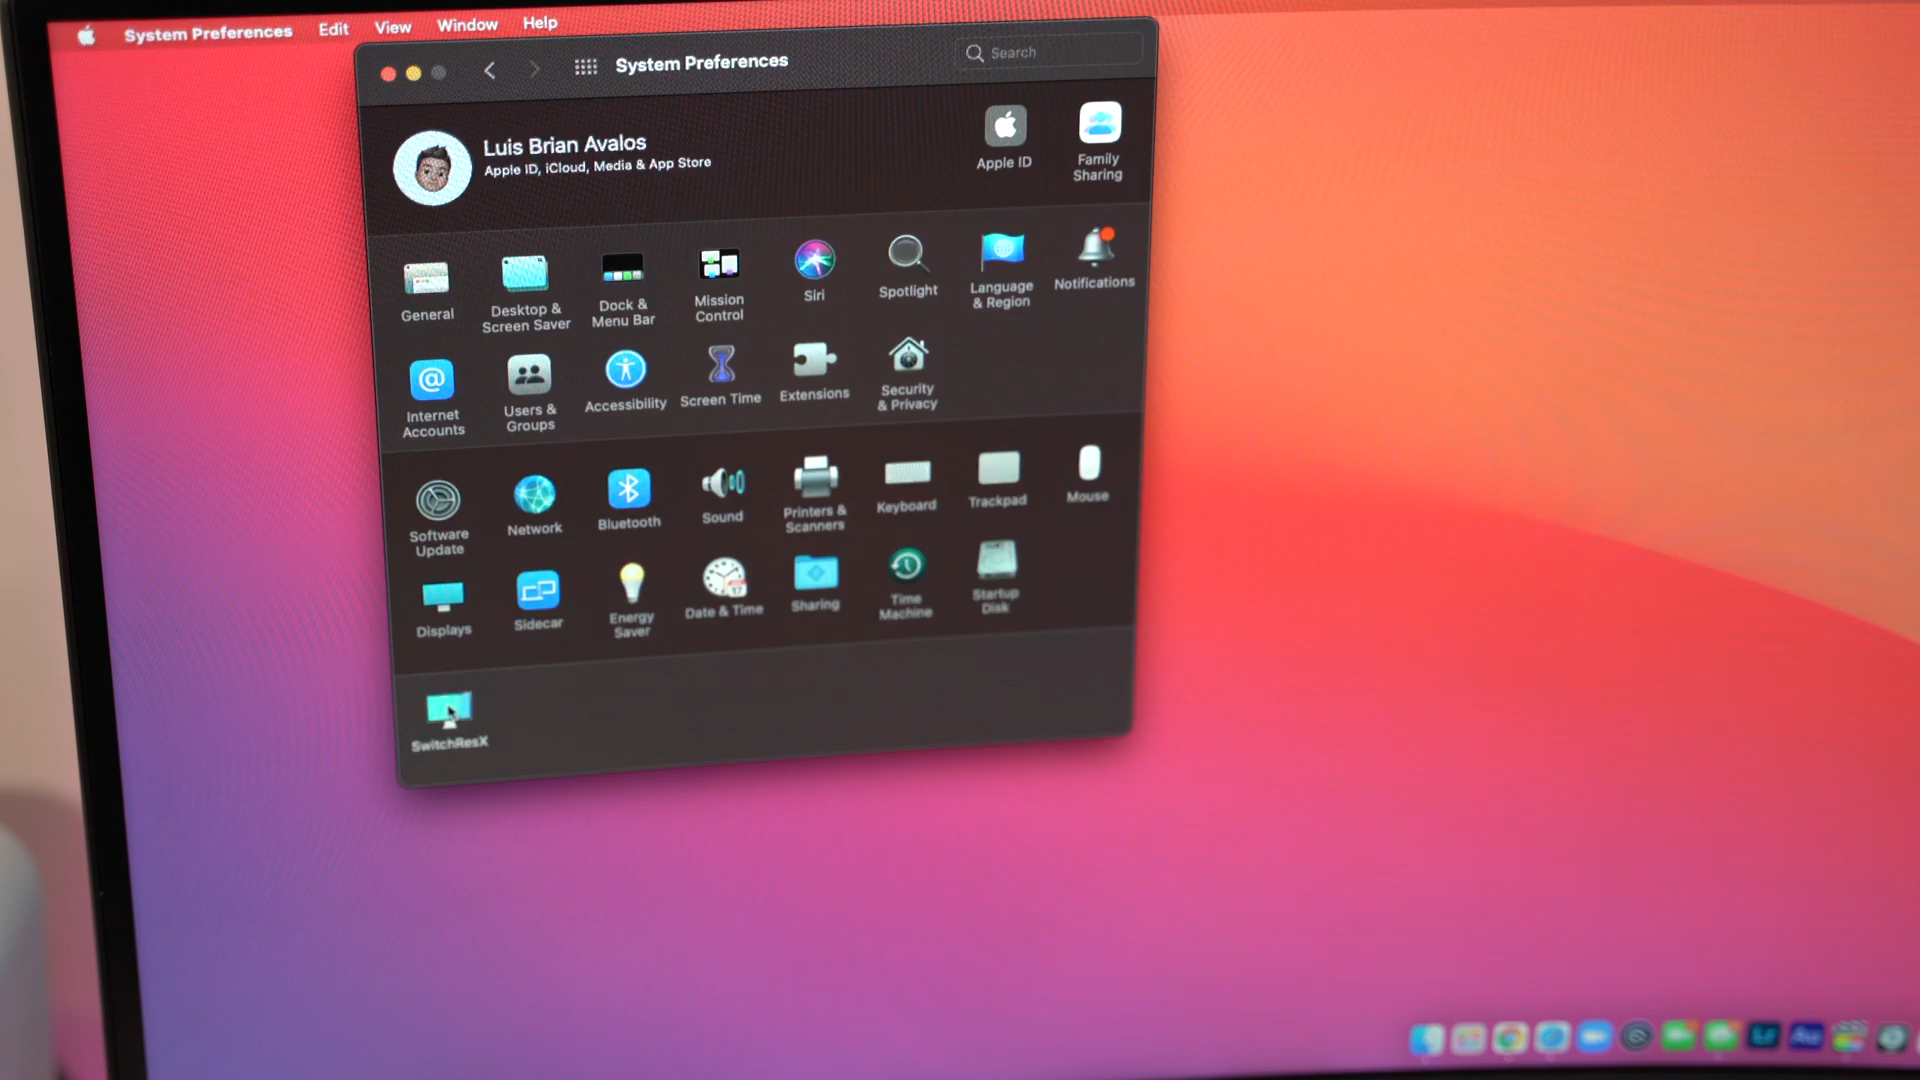 System Preferences Edit View Window Help
System Preferences
Search
Luis Brian Avalos
Apple ID, iCloud, Media & App Store
Apple ID
Family
Sharing
General
Desktop &
Screen Saver
Dock &
Menu Bar
Mission
Control
Siri
Spotlight
Language
& Region
Notifications
Internet
Accounts
Users &
Groups
Accessibility
Screen Time
Extensions
Security
& Privacy
Software
Update
Network
Bluetooth
Sound
Printers &
Scanners
Keyboard
Trackpad
Mouse
Displays
Sidecar
Energy
Saver
Date & Time
17
Sharing
Time
Machine
Startup
Disk
SwitchResX
Lr
Au